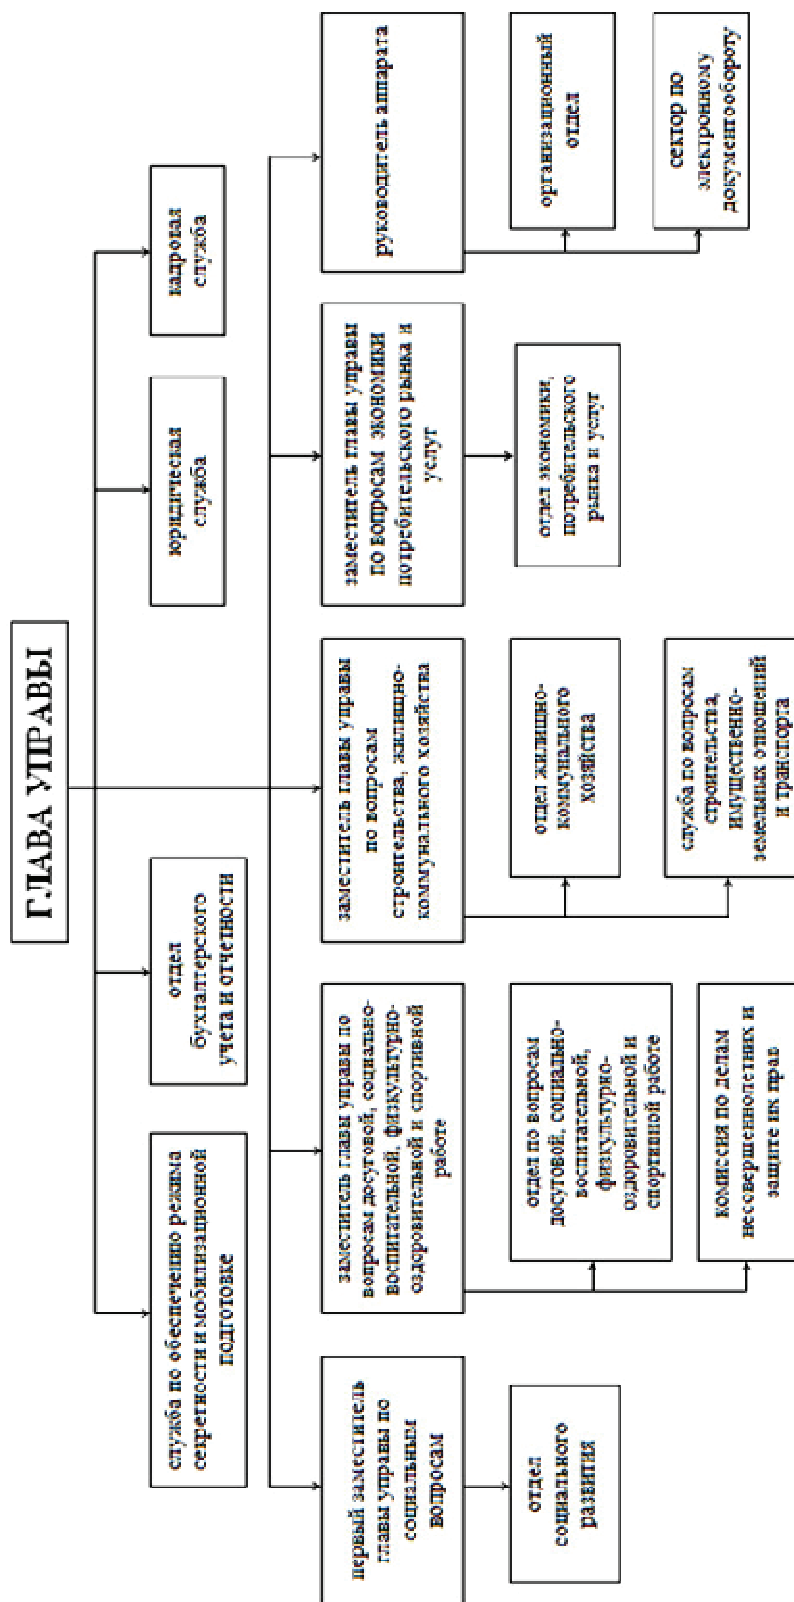 ГЛАВА УПРАВЫ
служба по обеспечению режима
секретности и мобилизационной
подготовке
отдел
бухгалтерского
учета и отчетности
юридическая
служба
кадровая
служба
первый заместитель
главы управы по
социальным
вопросам
заместитель главы управы по
вопросам досуговой, социально-
воспитательной, физкультурно-
оздоровительной и спортивной
работе
заместитель главы управы
по вопросам
строительства, жилищно-
коммунального хозяйства
заместитель главы управы
по вопросам экономики
потребительского рынка и
услуг
руководитель аппарата
отдел
социального
развития
отдел по вопросам
досуговой, социально-
воспитательной,
физкультурно-
оздоровительной и
спортивной работе
комиссия по делам
несовершеннолетних и
защите их прав
отдел жилищно-
коммунального
хозяйства
служба по вопросам
строительства,
имущественно-
земельных отношений
и транспорта
отдел экономики,
потребительского
рынка и услуг
организационный
отдел
сектор по
электронному
документообороту